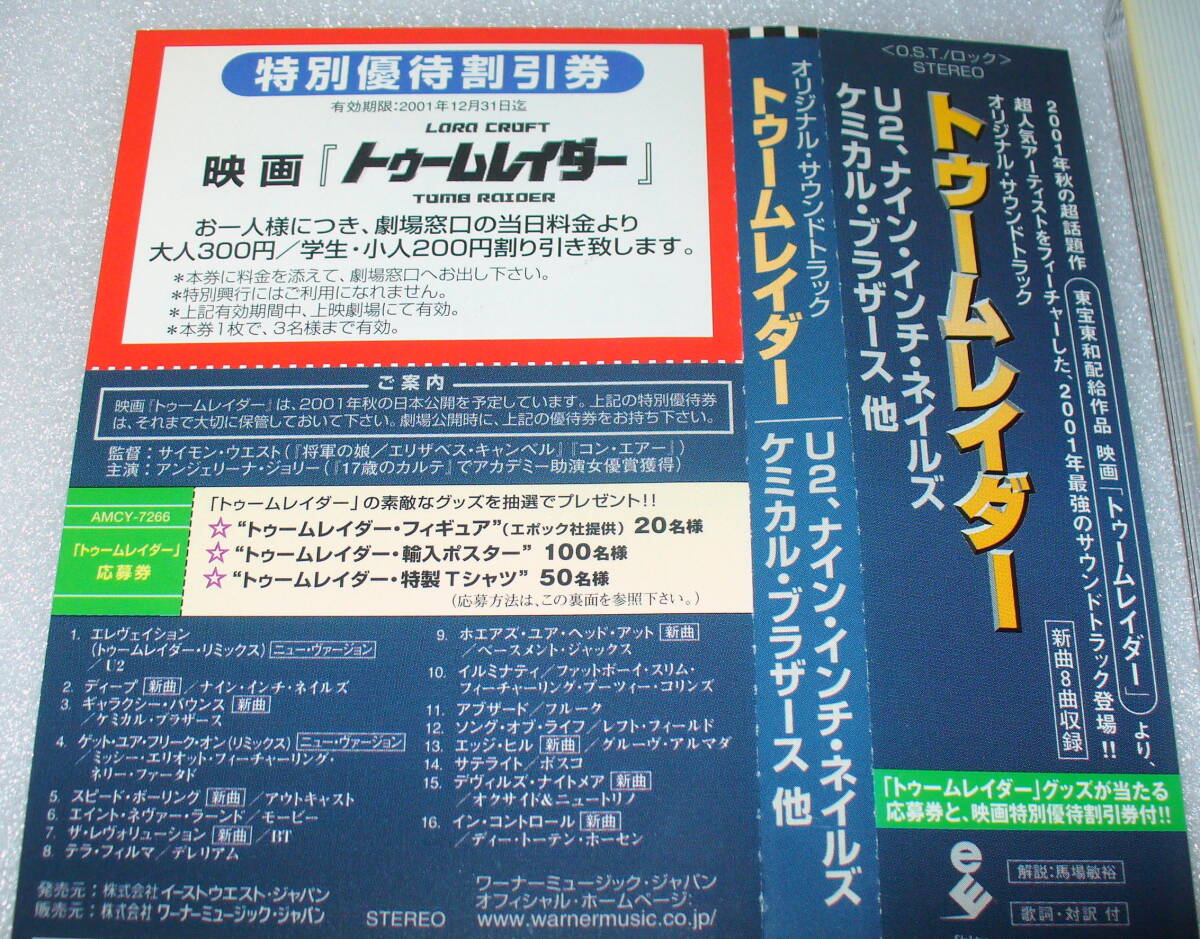 特別優待割引券
有効期限:2001年12月31日迄
LARA CROFT
映画『トゥームレイダー』
TOMB RAIDER
お一人様につき、劇場窓口の当日料金より
大人300円/学生・小人200円割り引き致します。
*本券に料金を添えて、劇場窓口へお出し下さい。
*特別興行にはご利用になれません。
*上記有効期間中、上映劇場にて有効。
*本券1枚で、3名様まで有効。
ご案内
映画『トゥームレイダー』は、2001年秋の日本公開を予定しています。上記の特別優待券
は、それまで大切に保管しておいて下さい。劇場公開時に、上記の優待券をお持ち下さい。
監督:サイモン・ウエスト(『将軍の娘/エリザベス・キャンベル』『コン・エアー』)
主演:アンジェリーナ・ジョリー(『17歳のカルテ』でアカデミー助演女優賞獲得)
AMCY-7266
「トゥームレイダー」
応募券
「トゥームレイダー」の素敵なグッズを抽選でプレゼント!!
☆“トゥームレイダー・フィギュア”(エポック社提供) 20名様
☆“トゥームレイダー・輸入ポスター” 100名様
☆“トゥームレイダー・特製Tシャツ” 50名様
(応募方法は、この裏面を参照下さい。)
1. エレヴェイション
(トゥームレイダー・リミックス) ニュー・ヴァージョン
/U2
2. ディープ 新曲/ナイン・インチ・ネイルズ
3. ギャラクシー・バウンス 新曲
/ケミカル・ブラザース
4. ゲット・ユア・フリーク・オン(リミックス) ニュー・ヴァージョン
/ミッシー・エリオット・フィーチャーリング・
ネリー・ファータド
5. スピード・ボーリング 新曲/アウトキャスト
6. エイント・ネヴァー・ラーンド/モービー
7. ザ・レヴォリューション 新曲/BT
8. テラ・フィルマ/デレリアム
9. ホエアズ・ユア・ヘッド・アット 新曲
/ベースメント・ジャックス
10. イルミナティ/ファットボーイ・スリム・
フィーチャーリング・ブーツィー・コリンズ
11. アブザード/フルーク
12. ソング・オブ・ライフ/レフト・フィールド
13. エッジ・ヒル 新曲/グルーヴ・アルマダ
14. サテライト/ボスコ
15. デヴィルズ・ナイトメア 新曲
/オクサイド&ニュートリノ
16. イン・コントロール 新曲
/ディー・トーテン・ホーセン
発売元:株式会社イーストウエスト・ジャパン
販売元:株式会社ワーナーミュージック・ジャパン
STEREO
ワーナーミュージック・ジャパン
オフィシャル・ホームページ:
www.warnermusic.co.jp/
オリジナル・サウンドトラック
トゥームレイダー
U2、ナイン・インチ・ネイルズ
ケミカル・ブラザース 他
<O.S.T./ロック>
STEREO
2001年秋の超話題作 東宝東和配給作品 映画「トゥームレイダー」より、
超人気アーティストをフィーチャーした、2001年最強のサウンドトラック登場!!
オリジナル・サウンドトラック
新曲8曲収録
トゥームレイダー
U2、ナイン・インチ・ネイルズ
ケミカル・ブラザース 他
「トゥームレイダー」グッズが当たる
応募券と、映画特別優待割引券付!!
解説:馬場敏裕
歌詞・対訳 付